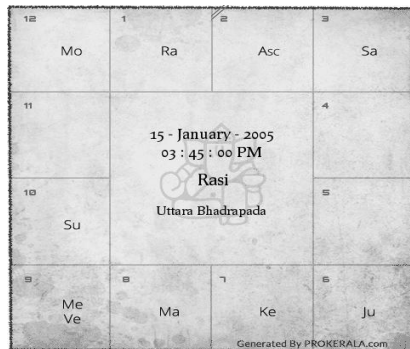 12 1 2 3
Mo Ra Asc Sa
11 4
15 - January - 2005
03 : 45 : 00 PM
Rasi
Uttara Bhadrapada
10 5
Su
9 8 7 6
Me
Ve
Ma Ke Ju
Generated By PROKERALA.com